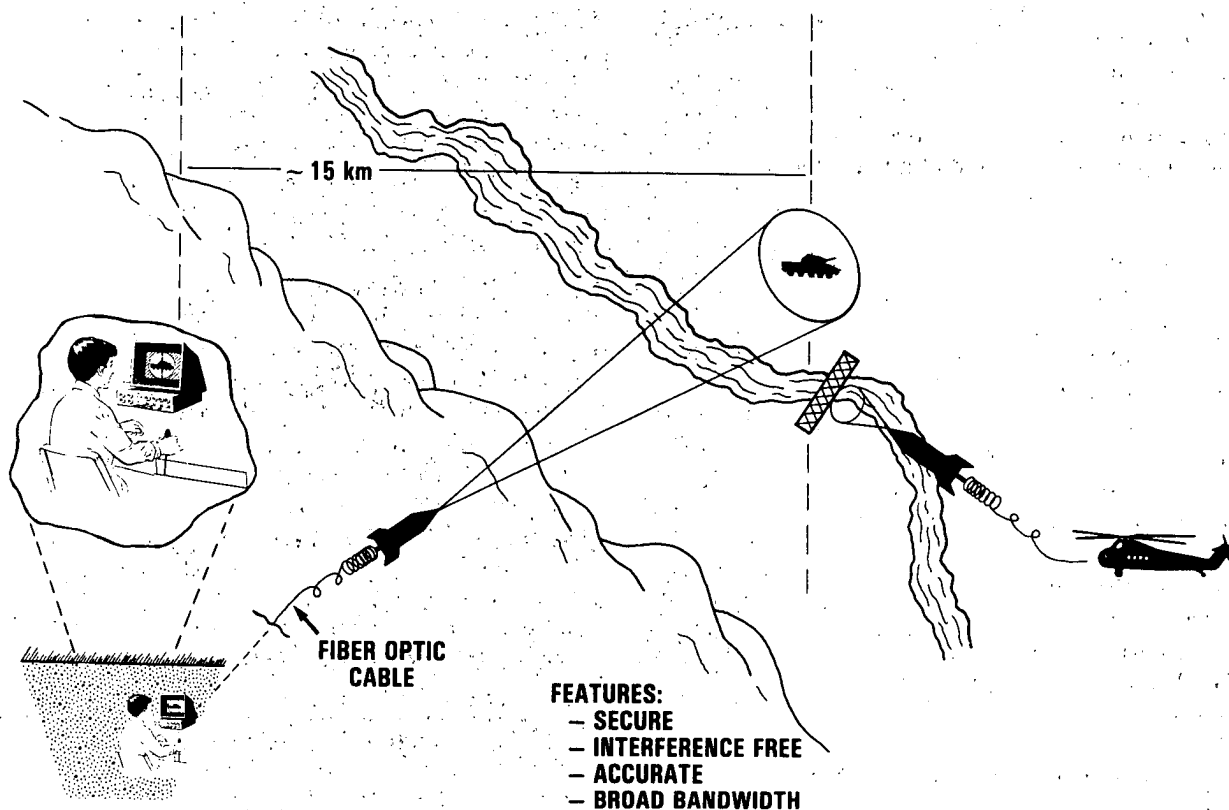 ~ 15 km
FIBER OPTIC
CABLE
FEATURES:
– SECURE
– INTERFERENCE FREE
– ACCURATE
– BROAD BANDWIDTH